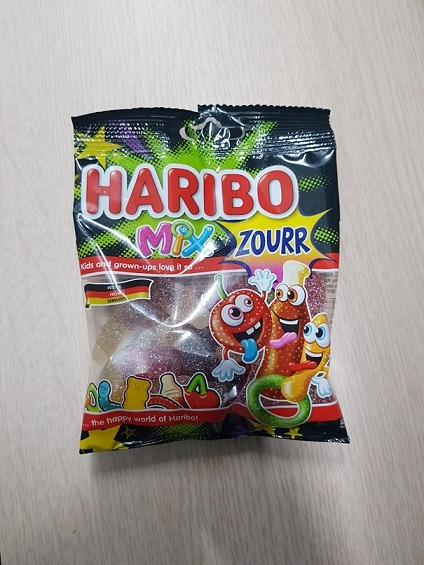 HARIBO
MiX ZOURR
Kids and grown-ups love it so ...
... the happy world of Haribo!